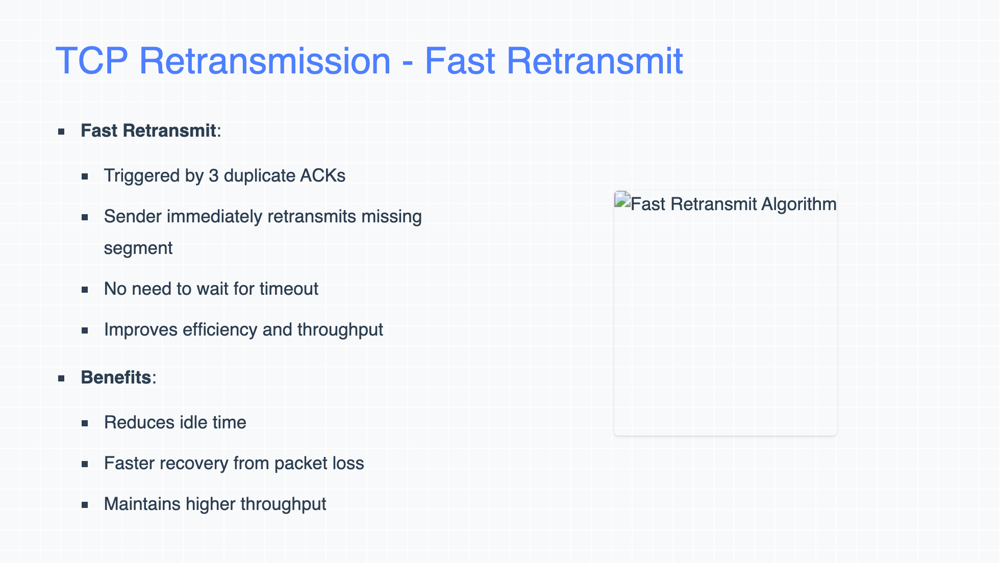 TCP Retransmission - Fast Retransmit
Fast Retransmit:
Triggered by 3 duplicate ACKs
Sender immediately retransmits missing
segment
No need to wait for timeout
Improves efficiency and throughput
Benefits:
Reduces idle time
Faster recovery from packet loss
Maintains higher throughput
Fast Retransmit Algorithm